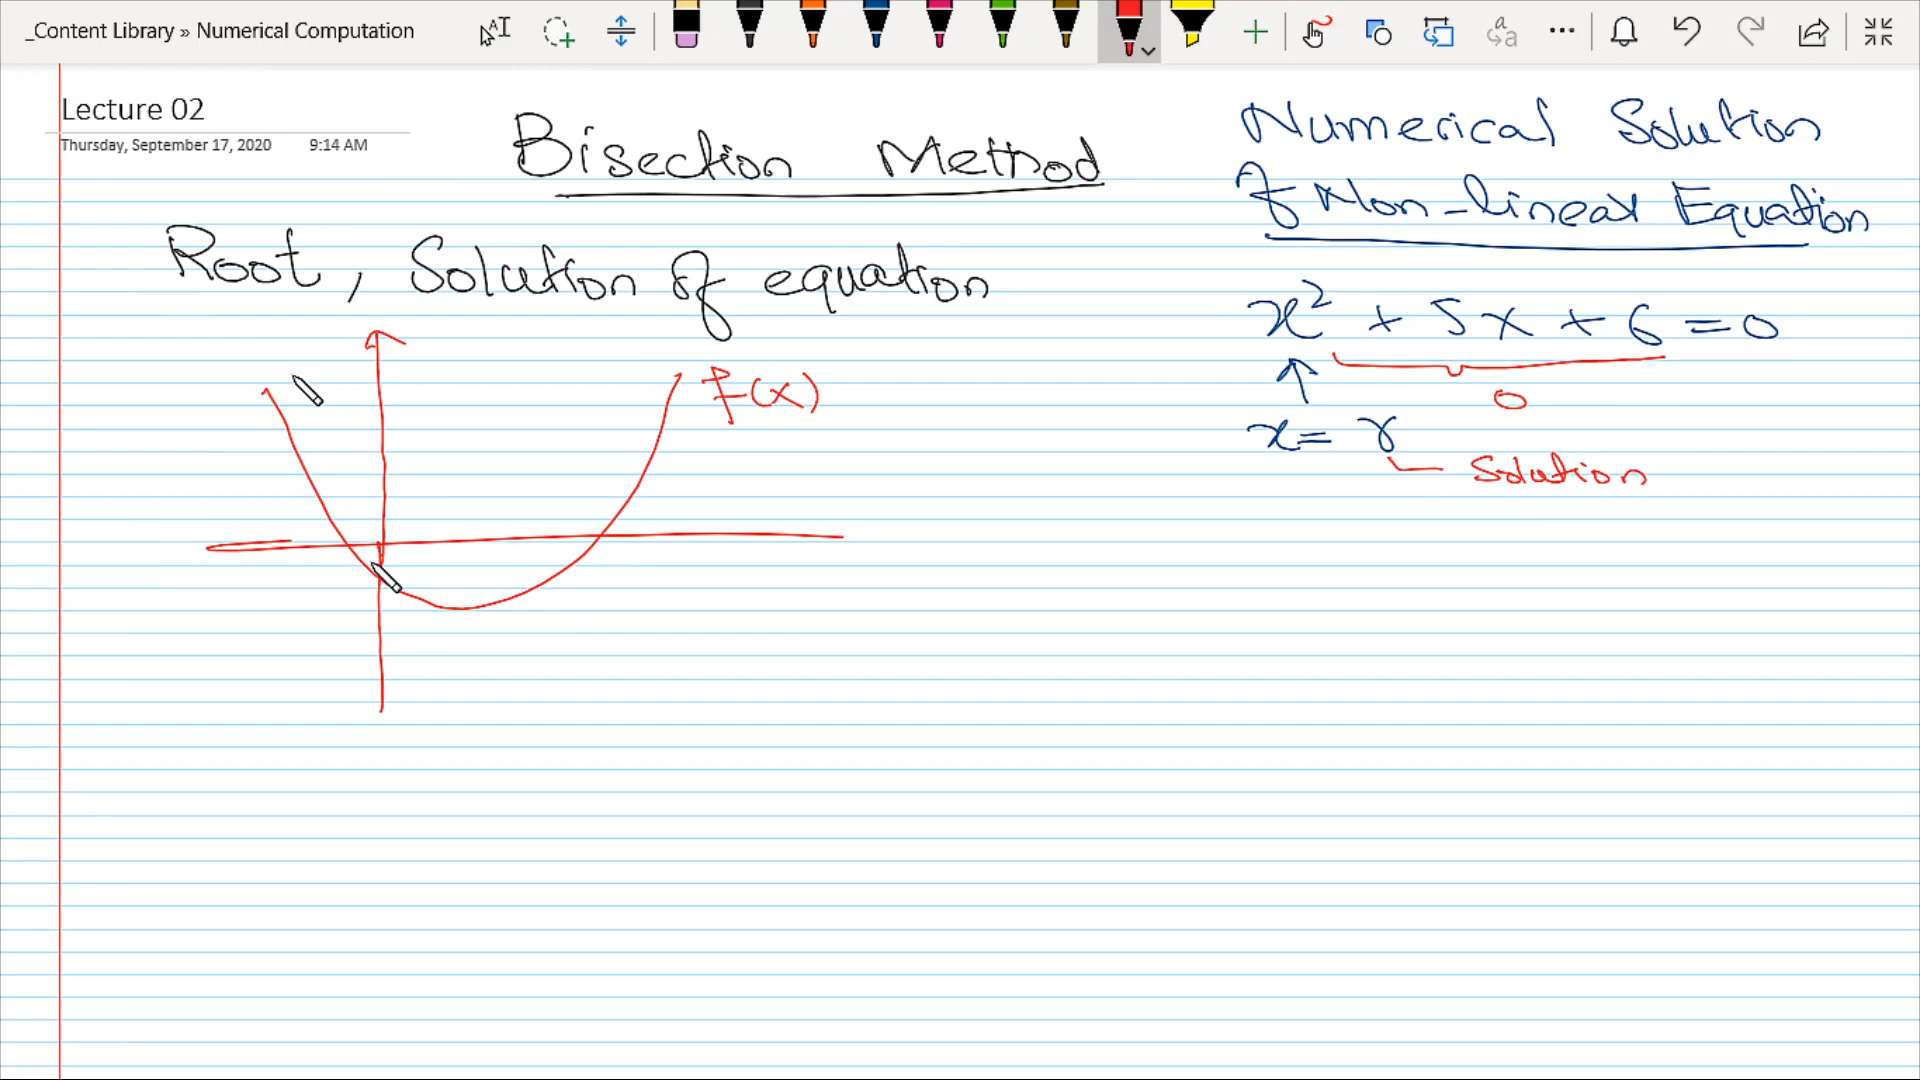 _Content Library » Numerical Computation
Lecture 02
Thursday, September 17, 2020 9:14 AM
Bisection Method
Root, Solution of equation
f(x)
Numerical Solution
of Non-linear Equation
x² + 5x + 6 = 0
0
x = r
Solution